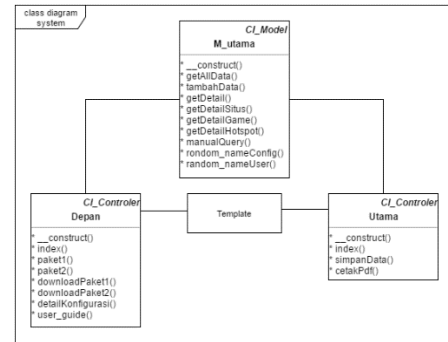 class diagram
system
CI_Model
M_utama
* __construct()
* getAllData()
* tambahData()
* getDetail()
* getDetailSitus()
* getDetailGame()
* getDetailHotspot()
* manualQuery()
* rondom_nameConfig()
* random_nameUser()
CI_Controler
Depan
* __construct()
* index()
* paket1()
* paket2()
* downloadPaket1()
* downloadPaket2()
* detailKonfigurasi()
* user_guide()
Template
CI_Controler
Utama
* __construct()
* index()
* simpanData()
* cetakPdf()